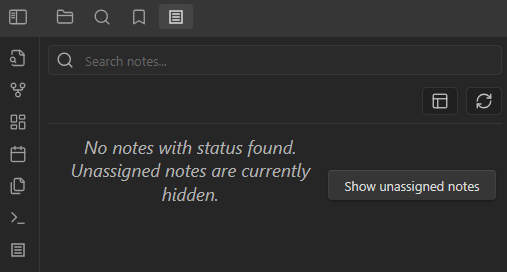 Search notes...
No notes with status found.
Unassigned notes are currently
hidden.
Show unassigned notes